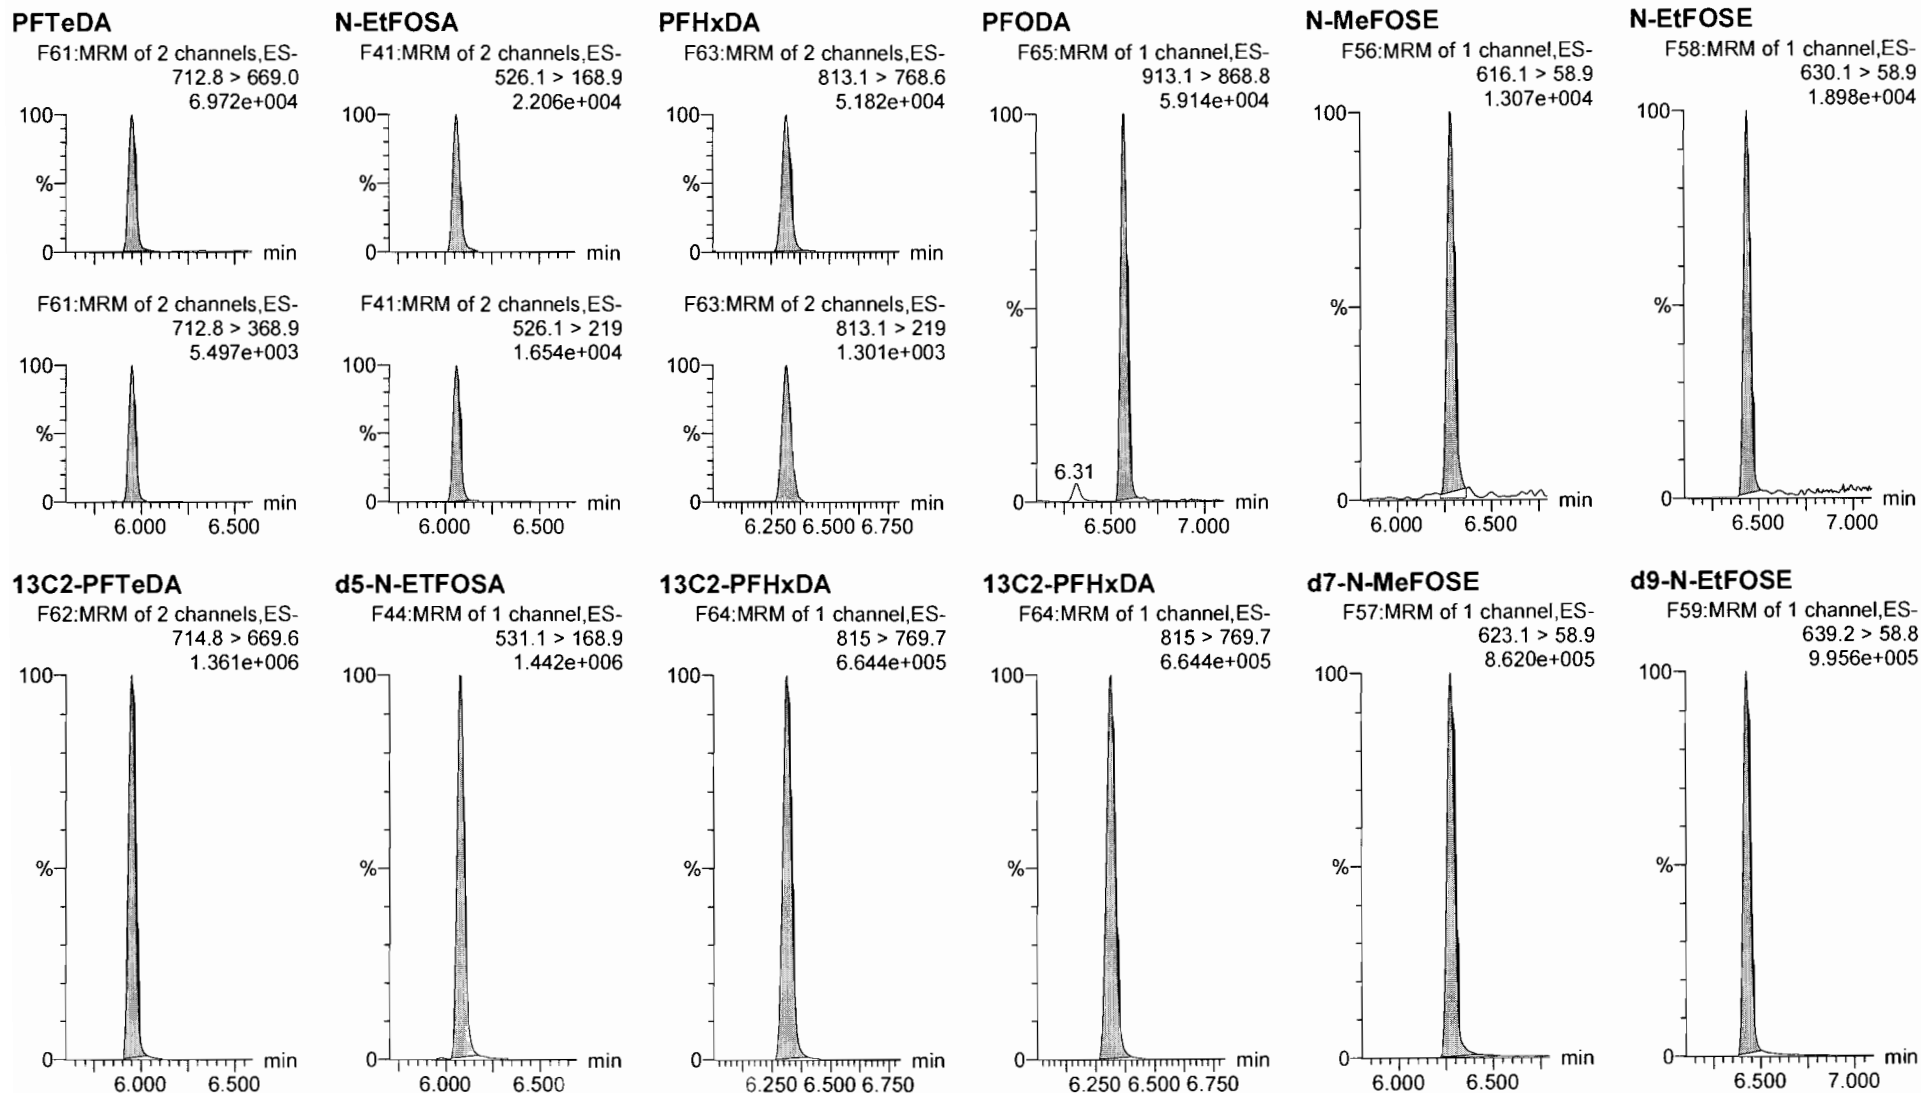 PFTeDA
F61:MRM of 2 channels,ES-
712.8 > 669.0
6.972e+004
100
%
0
min
F61:MRM of 2 channels,ES-
712.8 > 368.9
5.497e+003
100
%
0
min
6.000 6.500
N-EtFOSA
F41:MRM of 2 channels,ES-
526.1 > 168.9
2.206e+004
100
%
0
min
F41:MRM of 2 channels,ES-
526.1 > 219
1.654e+004
100
%
0
min
6.000 6.500
PFHxDA
F63:MRM of 2 channels,ES-
813.1 > 768.6
5.182e+004
100
%
0
min
F63:MRM of 2 channels,ES-
813.1 > 219
1.301e+003
100
%
0
min
6.250 6.500 6.750
PFODA
F65:MRM of 1 channel,ES-
913.1 > 868.8
5.914e+004
100
%
6.31
0
min
6.500 7.000
N-MeFOSE
F56:MRM of 1 channel,ES-
616.1 > 58.9
1.307e+004
100
%
0
min
6.000 6.500
N-EtFOSE
F58:MRM of 1 channel,ES-
630.1 > 58.9
1.898e+004
100
%
0
min
6.500 7.000
13C2-PFTeDA
F62:MRM of 2 channels,ES-
714.8 > 669.6
1.361e+006
100
%
0
min
6.000 6.500
d5-N-ETFOSA
F44:MRM of 1 channel,ES-
531.1 > 168.9
1.442e+006
100
%
0
min
6.000 6.500
13C2-PFHxDA
F64:MRM of 1 channel,ES-
815 > 769.7
6.644e+005
100
%
0
min
6.250 6.500 6.750
13C2-PFHxDA
F64:MRM of 1 channel,ES-
815 > 769.7
6.644e+005
100
%
0
min
6.250 6.500 6.750
d7-N-MeFOSE
F57:MRM of 1 channel,ES-
623.1 > 58.9
8.620e+005
100
%
0
min
6.000 6.500
d9-N-EtFOSE
F59:MRM of 1 channel,ES-
639.2 > 58.8
9.956e+005
100
%
0
min
6.500 7.000